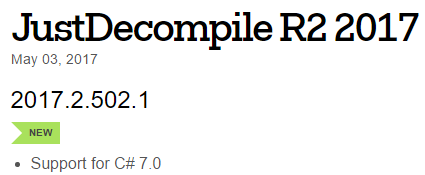 JustDecompile R2 2017
May 03, 2017
2017.2.502.1
NEW
• Support for C# 7.0